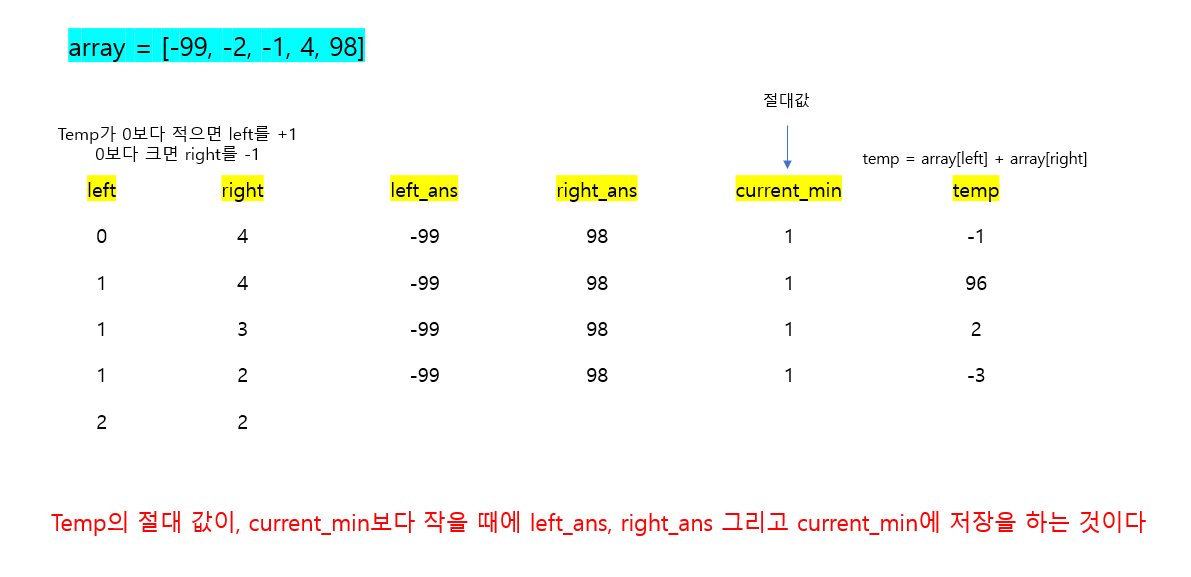 array = [-99, -2, -1, 4, 98]
절대값
Temp가 0보다 적으면 left를 +1
0보다 크면 right를 -1
temp = array[left] + array[right]
left right left_ans right_ans current_min temp
0 4 -99 98 1 -1
1 4 -99 98 1 96
1 3 -99 98 1 2
1 2 -99 98 1 -3
2 2
Temp의 절대 값이, current_min보다 작을 때에 left_ans, right_ans 그리고 current_min에 저장을 하는 것이다